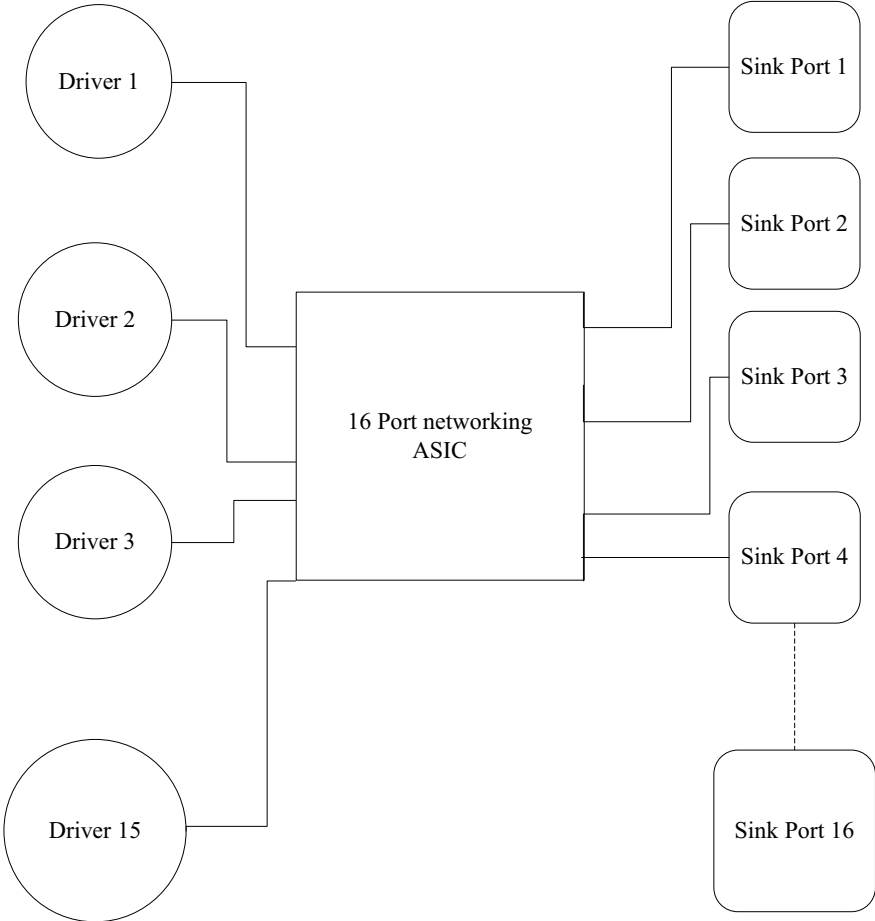 Driver 1
Driver 2
Driver 3
Driver 15
16 Port networking
ASIC
Sink Port 1
Sink Port 2
Sink Port 3
Sink Port 4
Sink Port 16